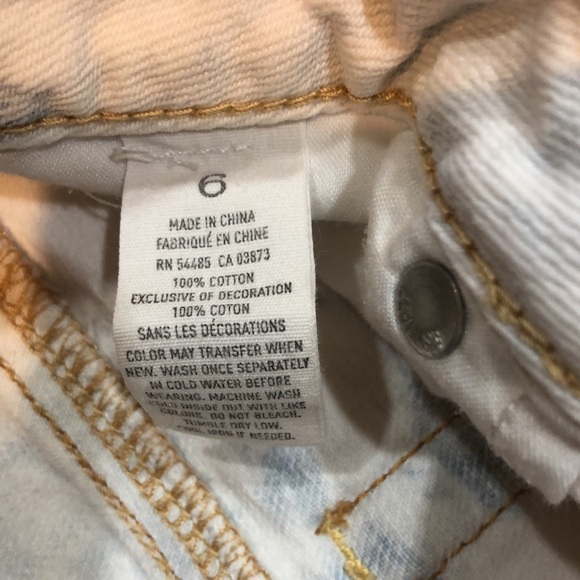 6
MADE IN CHINA
FABRIQUÉ EN CHINE
RN 54485 CA 03873
100% COTTON
EXCLUSIVE OF DECORATION
100% COTON
SANS LES DÉCORATIONS
COLOR MAY TRANSFER WHEN
NEW. WASH ONCE SEPARATELY
IN COLD WATER BEFORE
WEARING. MACHINE WASH
COLD INSIDE OUT WITH LIKE
COLORS. DO NOT BLEACH.
TUMBLE DRY LOW.
COOL IRON IF NEEDED.